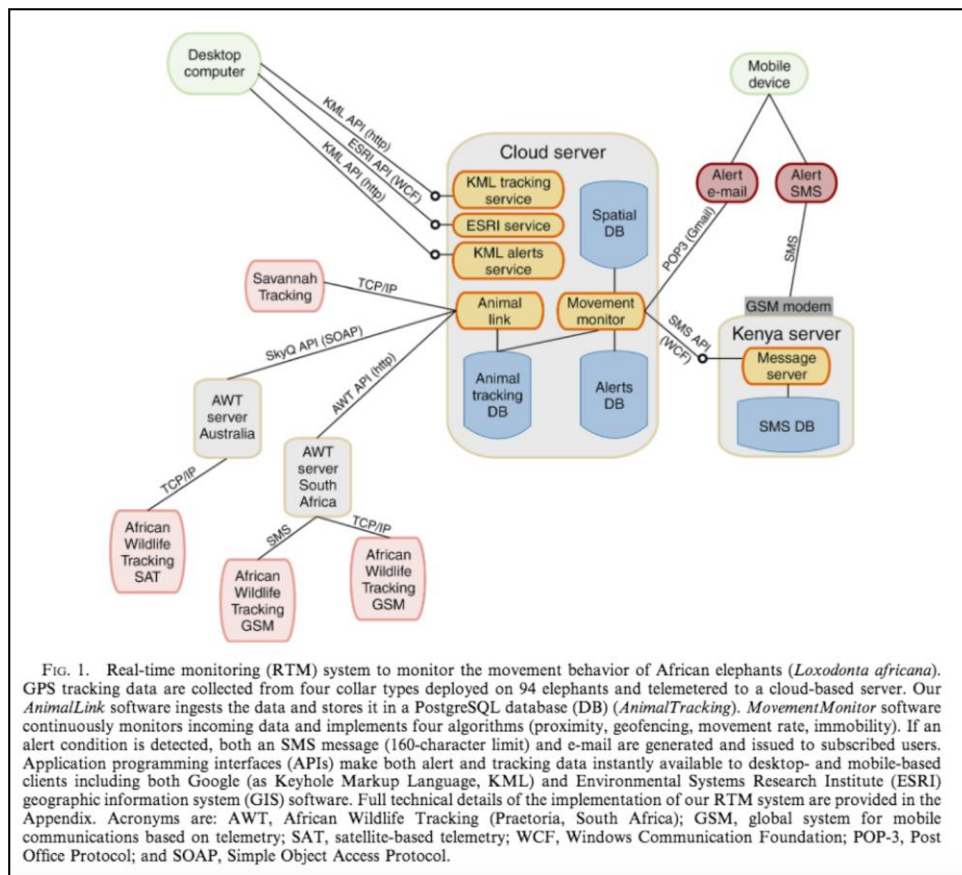 Desktop
computer
Mobile
device
KML API (http)
ESRI API (WCF)
KML API (http)
Cloud server
KML tracking
service
ESRI service
KML alerts
service
Spatial
DB
Animal
link
Movement
monitor
Animal
tracking
DB
Alerts
DB
Alert
e-mail
Alert
SMS
POP3 (Gmail)
SMS
SMS API
(WCF)
GSM modem
Kenya server
Message
server
SMS DB
Savannah
Tracking
TCP/IP
SkyQ API (SOAP)
AWT API (http)
AWT
server
Australia
AWT
server
South
Africa
TCP/IP
SMS
TCP/IP
African
Wildlife
Tracking
SAT
African
Wildlife
Tracking
GSM
African
Wildlife
Tracking
GSM
FIG. 1. Real-time monitoring (RTM) system to monitor the movement behavior of African elephants (Loxodonta africana).
GPS tracking data are collected from four collar types deployed on 94 elephants and telemetered to a cloud-based server. Our
AnimalLink software ingests the data and stores it in a PostgreSQL database (DB) (AnimalTracking). MovementMonitor software
continuously monitors incoming data and implements four algorithms (proximity, geofencing, movement rate, immobility). If an
alert condition is detected, both an SMS message (160-character limit) and e-mail are generated and issued to subscribed users.
Application programming interfaces (APIs) make both alert and tracking data instantly available to desktop- and mobile-based
clients including both Google (as Keyhole Markup Language, KML) and Environmental Systems Research Institute (ESRI)
geographic information system (GIS) software. Full technical details of the implementation of our RTM system are provided in the
Appendix. Acronyms are: AWT, African Wildlife Tracking (Praetoria, South Africa); GSM, global system for mobile
communications based on telemetry; SAT, satellite-based telemetry; WCF, Windows Communication Foundation; POP-3, Post
Office Protocol; and SOAP, Simple Object Access Protocol.